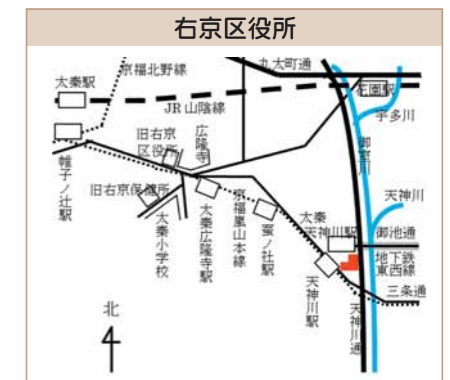 右京区役所
丸太町通
京福北野線
太秦駅
花園駅
JR山陰線
宇多川
旧右京
区役所
広隆寺
御室川
帷子ノ辻駅
旧右京保健所
天神川
太秦小学校
太秦広隆寺駅
京福嵐山本線
蚕ノ社駅
太秦
天神川駅
御池通
地下鉄
東西線
天神川駅
三条通
天神川通
北